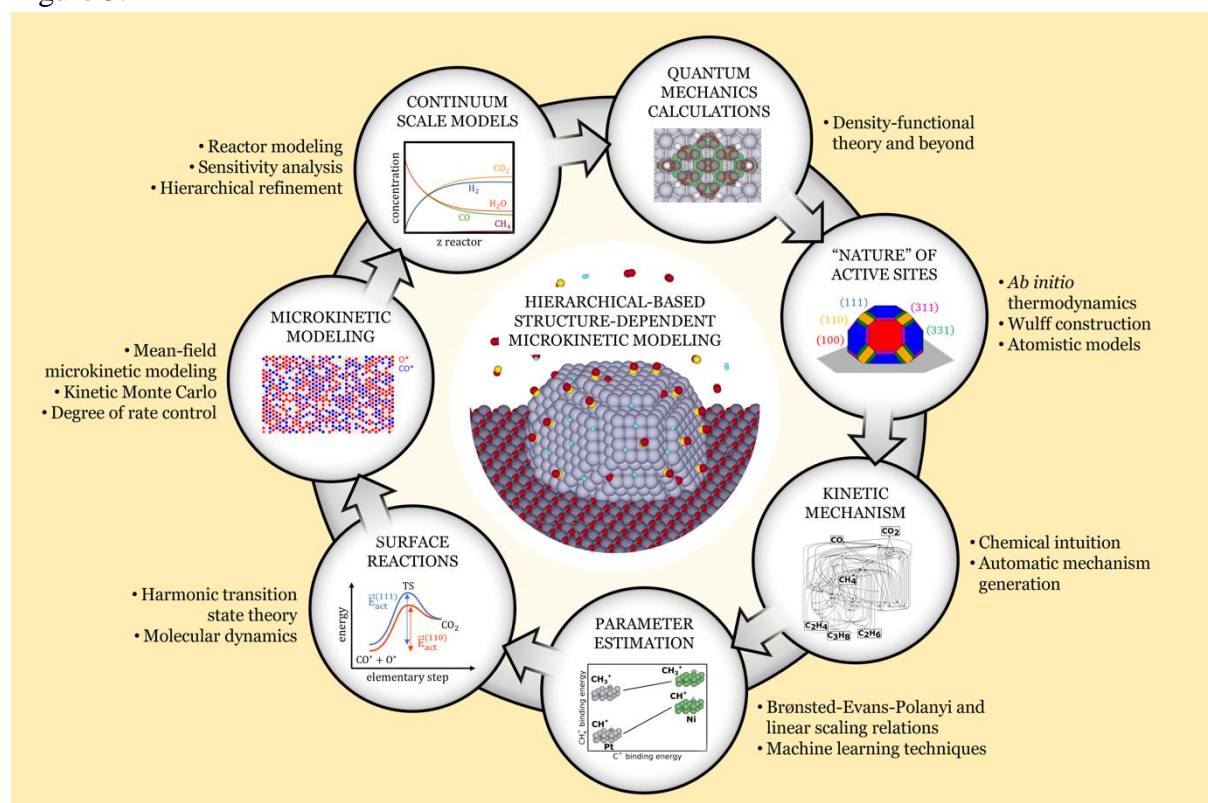 CONTINUUM
SCALE MODELS
concentration
CO₂
H₂
H₂O
CO
CH₄
z reactor
• Reactor modeling
• Sensitivity analysis
• Hierarchical refinement
QUANTUM
MECHANICS
CALCULATIONS
• Density-functional
theory and beyond
"NATURE" OF
ACTIVE SITES
(111)
(311)
(110)
(331)
(100)
• Ab initio
thermodynamics
• Wulff construction
• Atomistic models
HIERARCHICAL-BASED
STRUCTURE-DEPENDENT
MICROKINETIC MODELING
MICROKINETIC
MODELING
O*
CO*
• Mean-field
microkinetic modeling
• Kinetic Monte Carlo
• Degree of rate control
KINETIC
MECHANISM
CO
CO₂
CH₄
C₂H₄
C₃H₈
C₂H₆
• Chemical intuition
• Automatic mechanism
generation
SURFACE
REACTIONS
energy
TS
E⃗act(111)
CO₂
E⃗act(110)
CO* + O*
elementary step
• Harmonic transition
state theory
• Molecular dynamics
PARAMETER
ESTIMATION
CHₓ* binding energy
CH₃*
CH₃*
CH*
CH*
Ni
Pt
C* binding energy
• Brønsted-Evans-Polanyi and
linear scaling relations
• Machine learning techniques